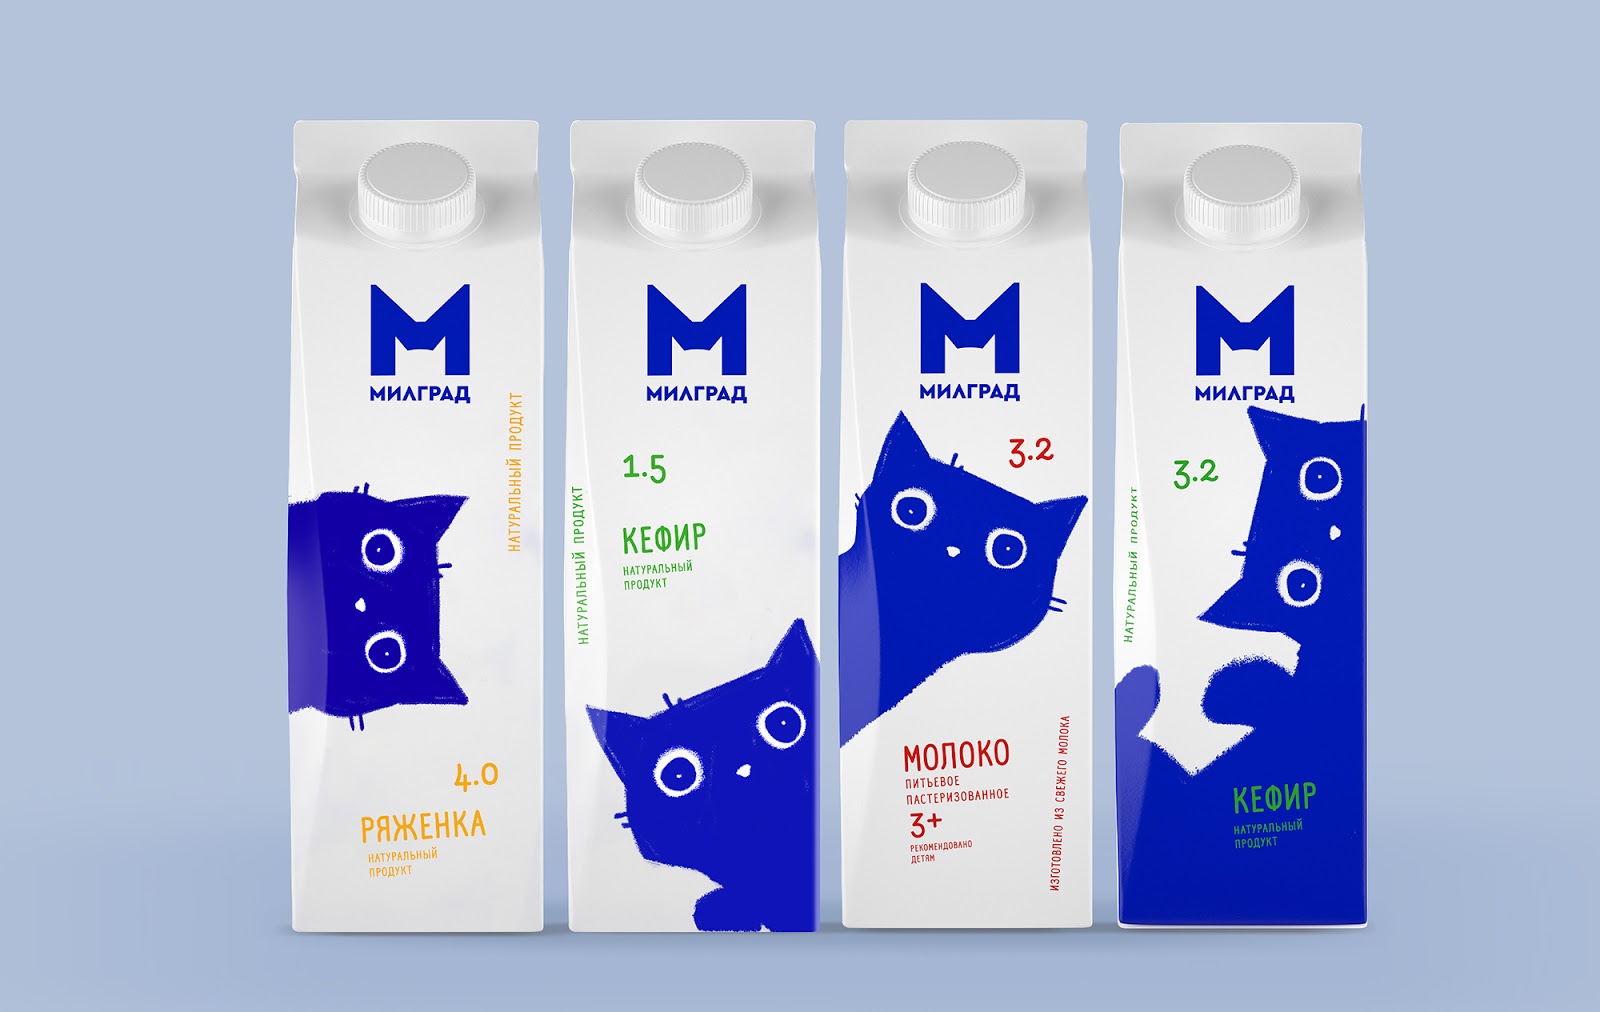 М
МИЛГРАД
НАТУРАЛЬНЫЙ ПРОДУКТ
4.0
РЯЖЕНКА
НАТУРАЛЬНЫЙ
ПРОДУКТ
М
МИЛГРАД
1.5
НАТУРАЛЬНЫЙ ПРОДУКТ
КЕФИР
НАТУРАЛЬНЫЙ
ПРОДУКТ
М
МИЛГРАД
3.2
МОЛОКО
ПИТЬЕВОЕ
ПАСТЕРИЗОВАННОЕ
3+
РЕКОМЕНДОВАНО
ДЕТЯМ
ИЗГОТОВЛЕНО ИЗ СВЕЖЕГО МОЛОКА
М
МИЛГРАД
3.2
НАТУРАЛЬНЫЙ ПРОДУКТ
КЕФИР
НАТУРАЛЬНЫЙ
ПРОДУКТ